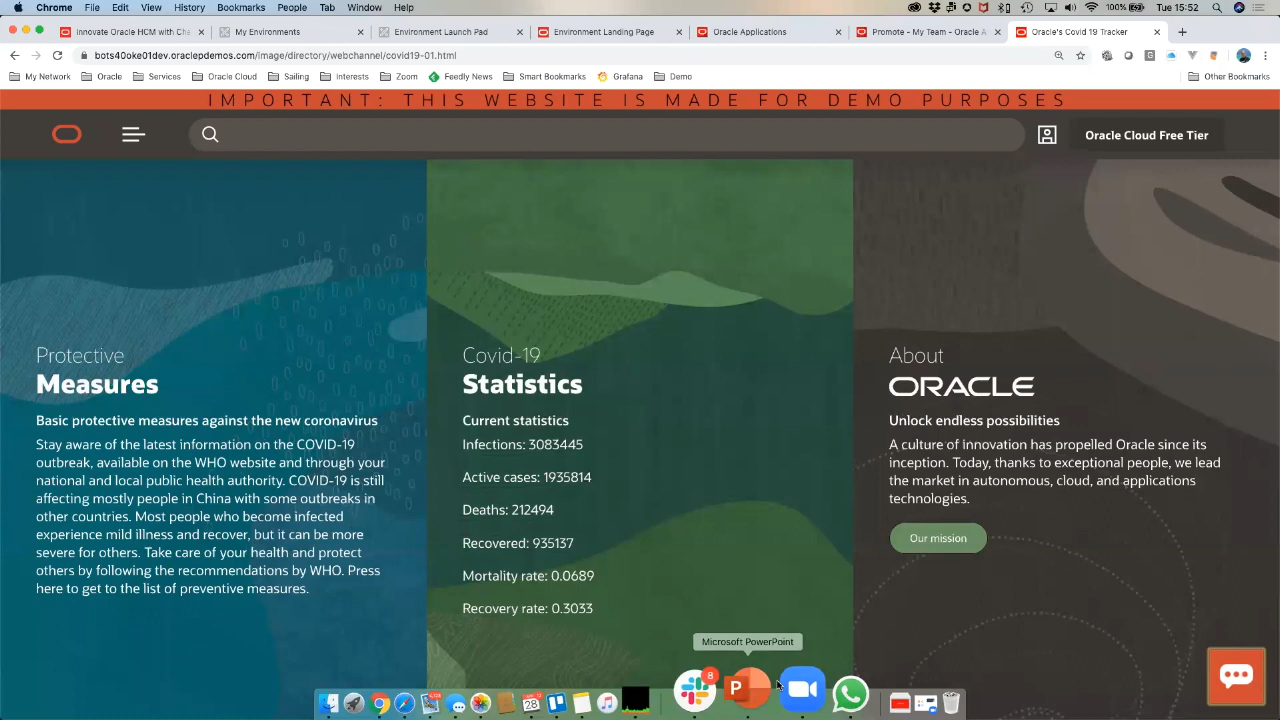 Chrome File Edit View History Bookmarks People Tab Window Help 100% Tue 15:52
Innovate Oracle HCM with Cha My Environments Environment Launch Pad Environment Landing Page Oracle Applications Promote - My Team - Oracle A Oracle's Covid 19 Tracker
bots40oke01dev.oraclepdemos.com/image/directory/webchannel/covid19-01.html
My Network Oracle Services Oracle Cloud Sailing Interests Zoom Feedly News Smart Bookmarks Grafana Demo Other Bookmarks
IMPORTANT: THIS WEBSITE IS MADE FOR DEMO PURPOSES
Oracle Cloud Free Tier
Protective
Measures
Basic protective measures against the new coronavirus
Stay aware of the latest information on the COVID-19
outbreak, available on the WHO website and through your
national and local public health authority. COVID-19 is still
affecting mostly people in China with some outbreaks in
other countries. Most people who become infected
experience mild illness and recover, but it can be more
severe for others. Take care of your health and protect
others by following the recommendations by WHO. Press
here to get to the list of preventive measures.
Covid-19
Statistics
Current statistics
Infections: 3083445
Active cases: 1935814
Deaths: 212494
Recovered: 935137
Mortality rate: 0.0689
Recovery rate: 0.3033
About
ORACLE
Unlock endless possibilities
A culture of innovation has propelled Oracle since its
inception. Today, thanks to exceptional people, we lead
the market in autonomous, cloud, and applications
technologies.
Our mission
Microsoft PowerPoint
8
P
28